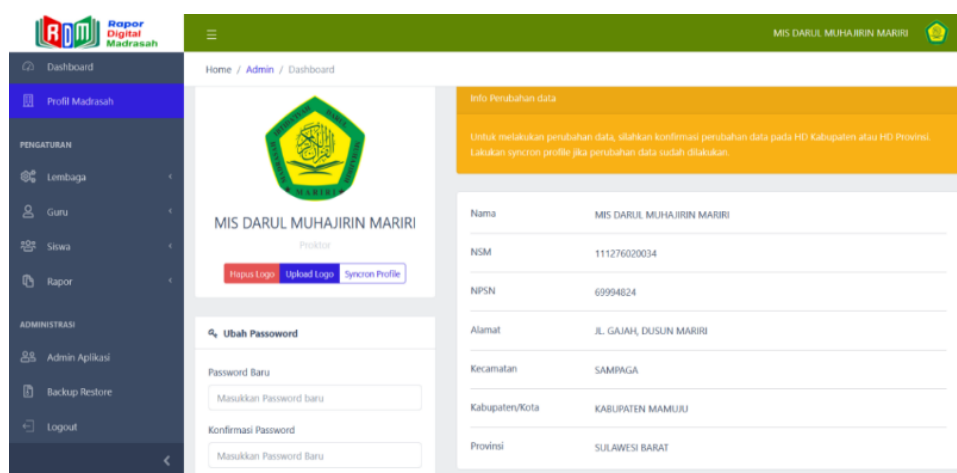 RDM
Rapor
Digital
Madrasah
MIS DARUL MUHAJIRIN MARIRI
Dashboard
Profil Madrasah
PENGATURAN
Lembaga
Guru
Siswa
Rapor
ADMINISTRASI
Admin Aplikasi
Backup Restore
Logout
Home / Admin / Dashboard
MARIRI
MIS DARUL MUHAJIRIN MARIRI
Proktor
Hapus Logo Upload Logo Syncron Profile
Ubah Passoword
Password Baru
Masukkan Password baru
Konfirmasi Password
Masukkan Password Baru
Info Perubahan data
Untuk melakukan perubahan data, silahkan konfirmasi perubahan data pada HD Kabupaten atau HD Provinsi.
Lakukan syncron profile jika perubahan data sudah dilakukan.
Nama MIS DARUL MUHAJIRIN MARIRI
NSM 111276020034
NPSN 69994824
Alamat JL. GAJAH, DUSUN MARIRI
Kecamatan SAMPAGA
Kabupaten/Kota KABUPATEN MAMUJU
Provinsi SULAWESI BARAT